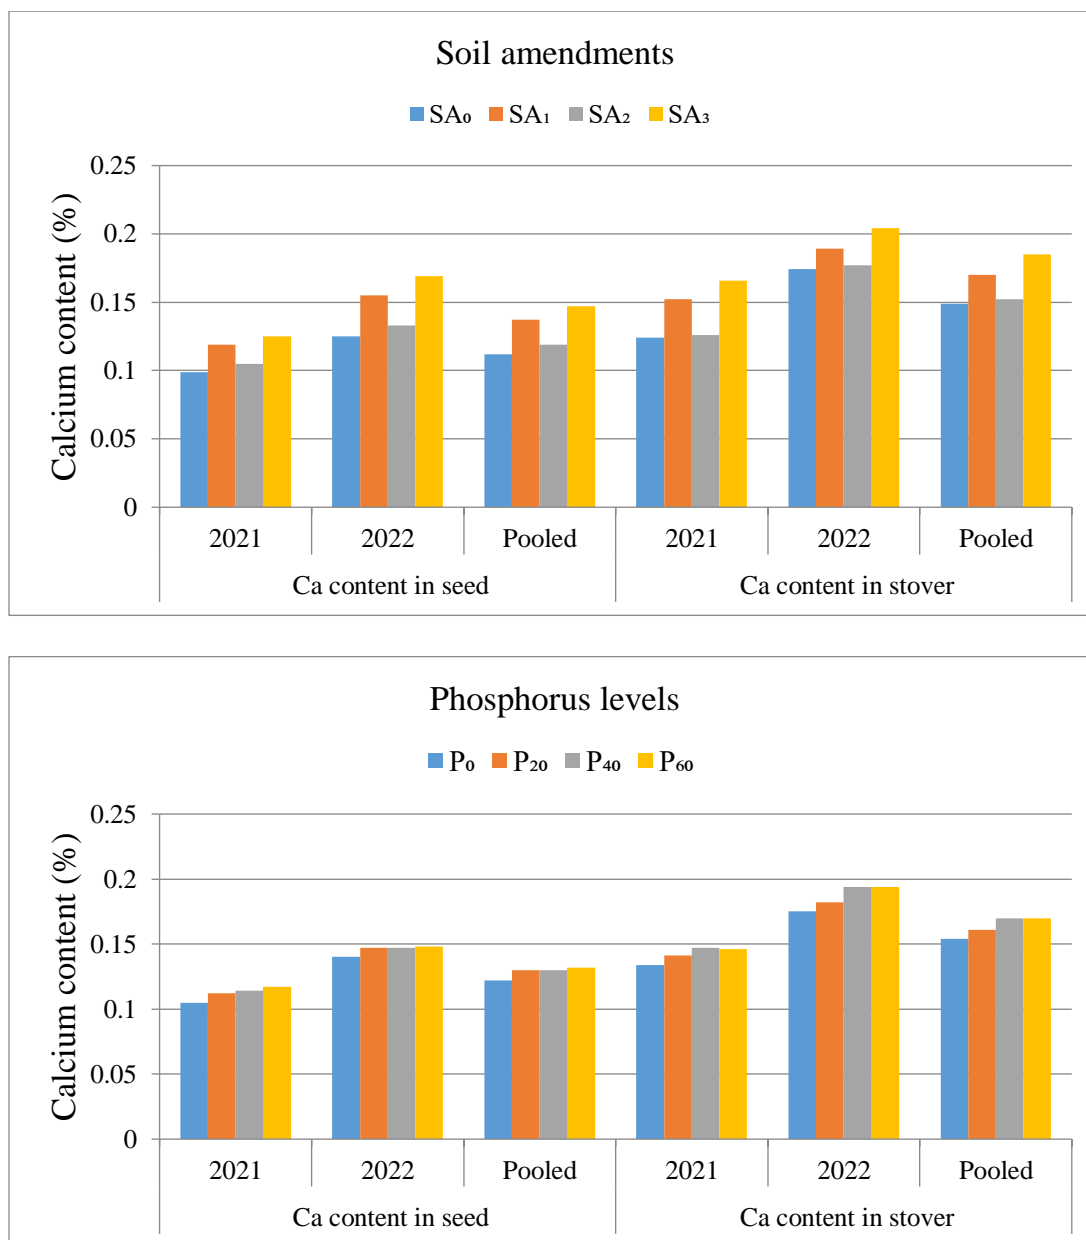 Soil amendments
SA₀ SA₁ SA₂ SA₃
Calcium content (%)
0.25
0.2
0.15
0.1
0.05
0
2021 2022 Pooled 2021 2022 Pooled
Ca content in seed Ca content in stover
Phosphorus levels
P₀ P₂₀ P₄₀ P₆₀
Calcium content (%)
0.25
0.2
0.15
0.1
0.05
0
2021 2022 Pooled 2021 2022 Pooled
Ca content in seed Ca content in stover